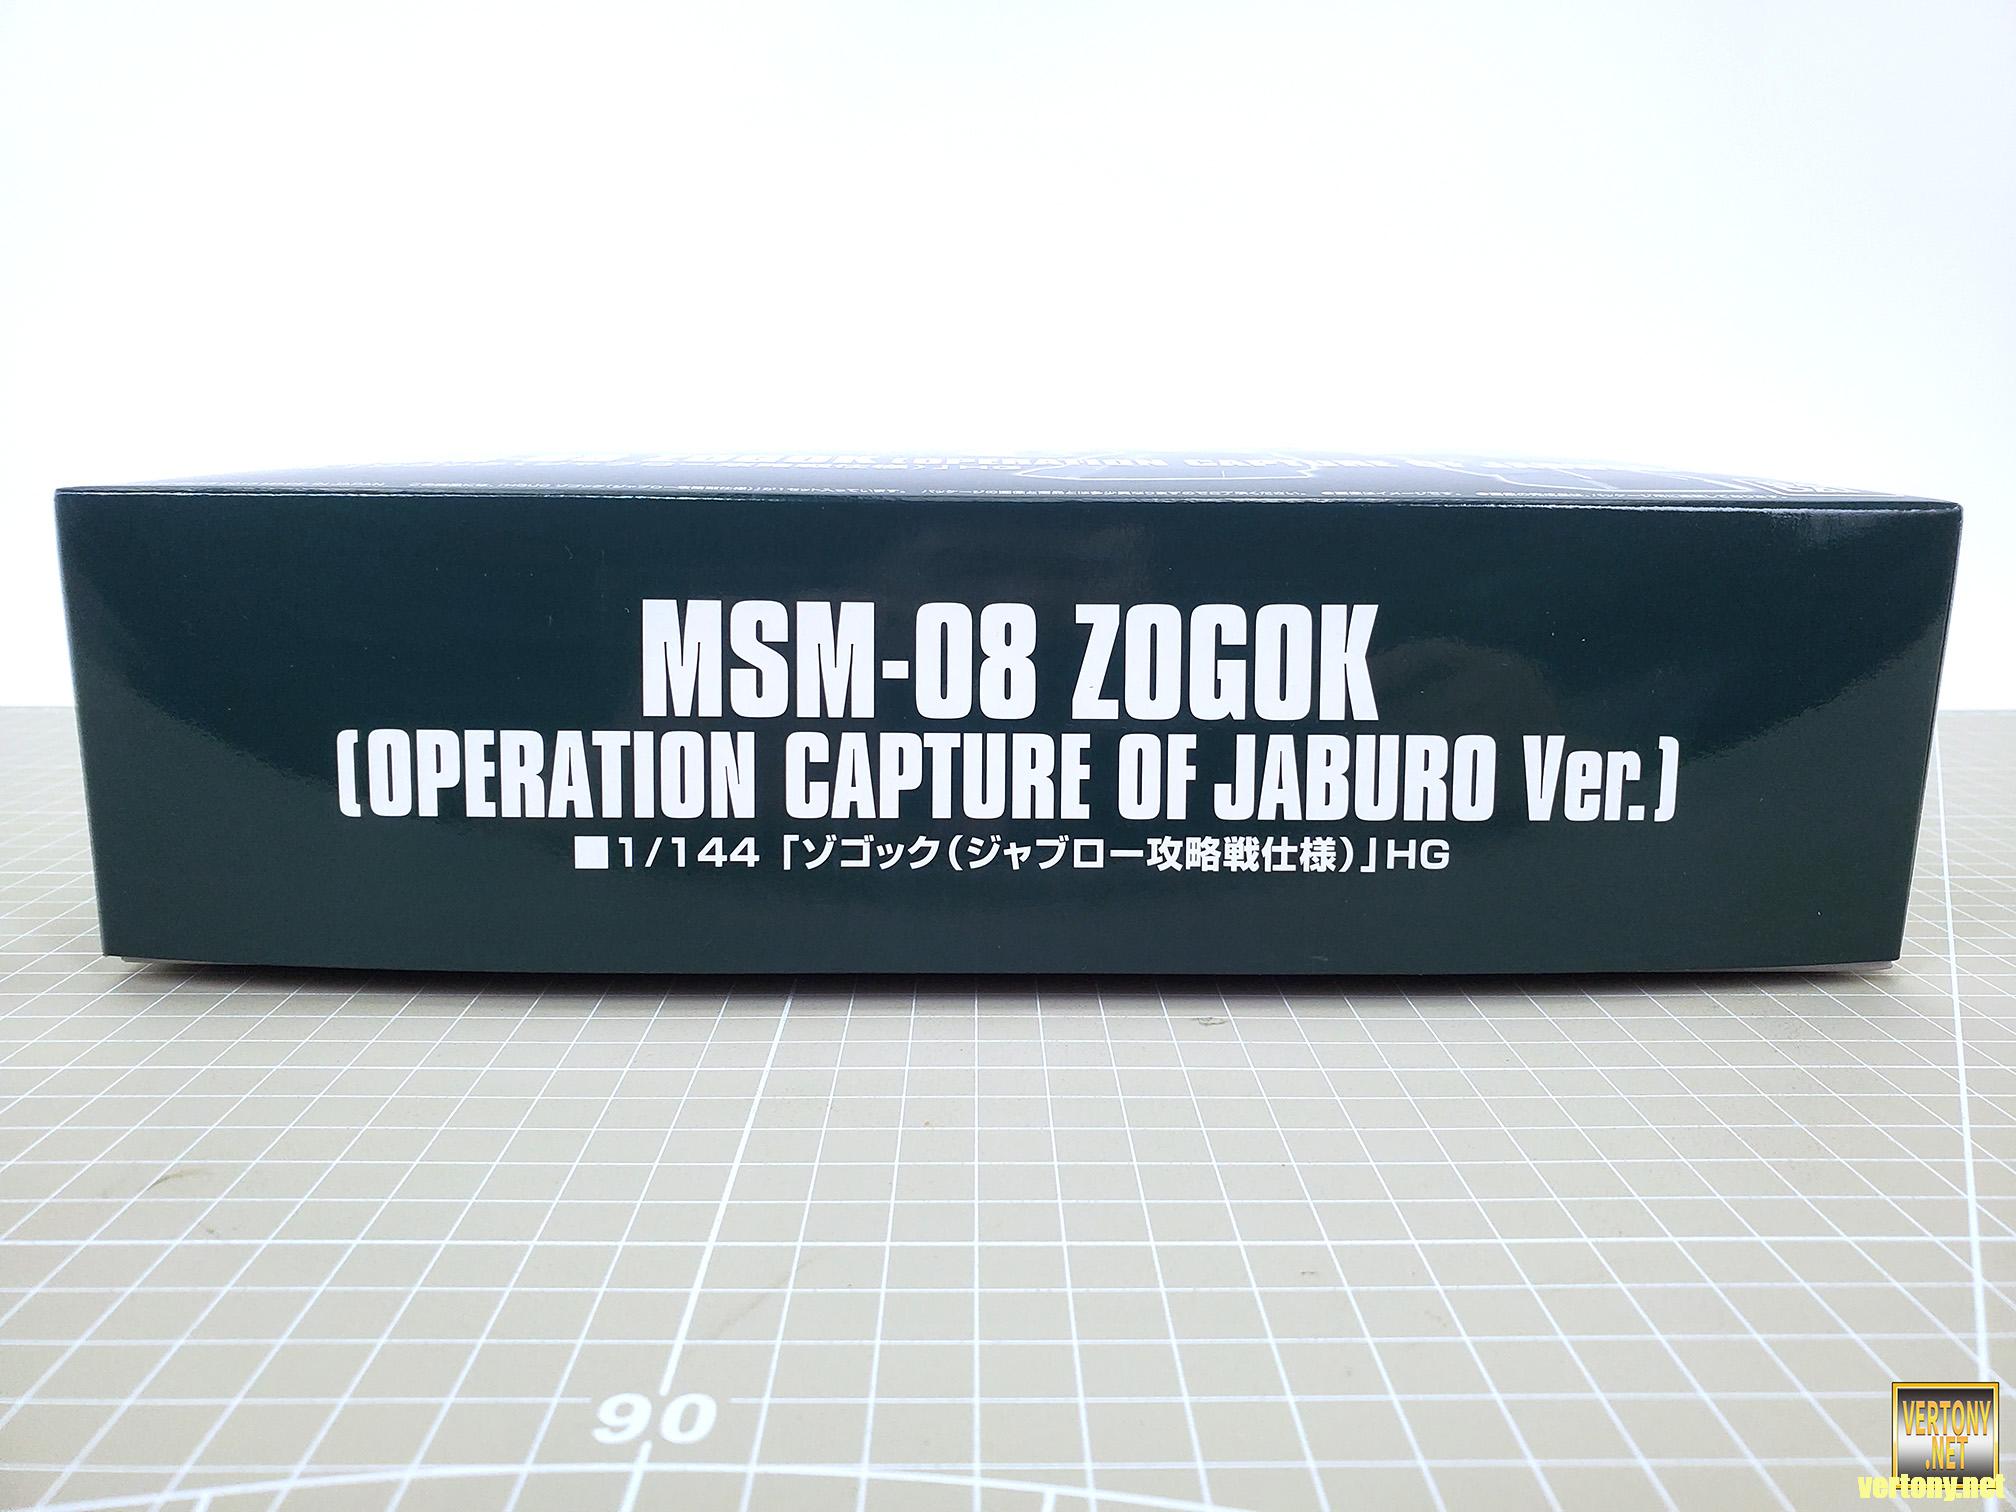 MSM-08 ZOGOK
(OPERATION CAPTURE OF JABURO Ver.)
■1/144「ゾゴック(ジャブロー攻略戦仕様)」HG
90
VERTONY
.NET
vertony.net